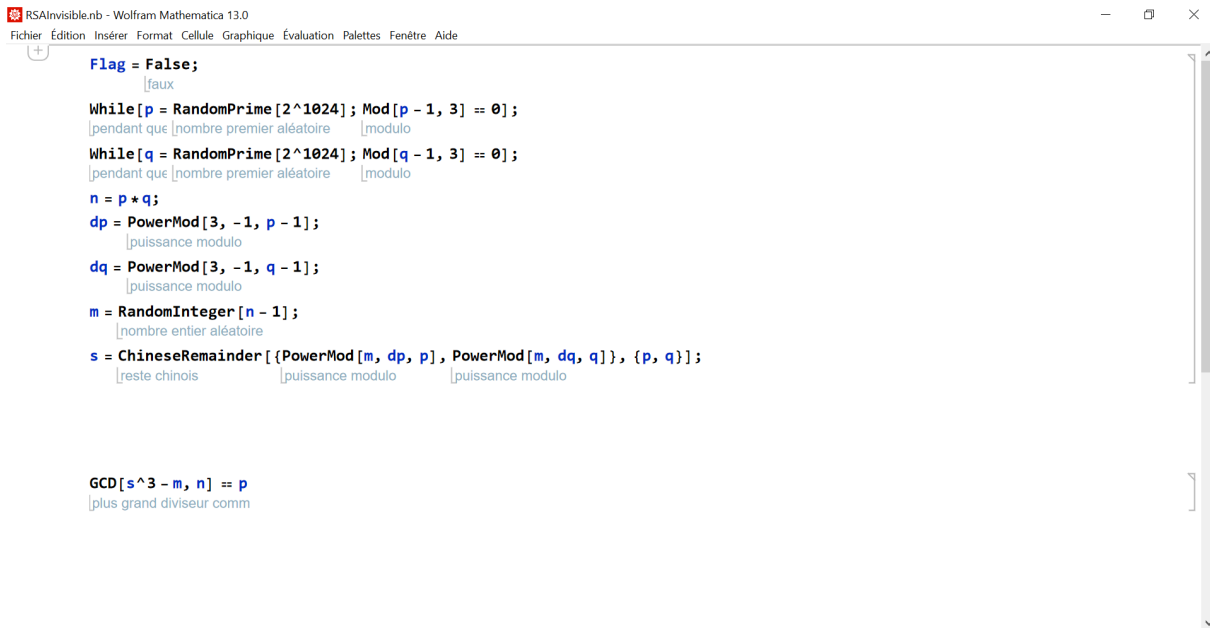 RSAInvisible.nb - Wolfram Mathematica 13.0
Fichier Édition Insérer Format Cellule Graphique Évaluation Palettes Fenêtre Aide
Flag = False;
faux
While[p = RandomPrime[2^1024]; Mod[p - 1, 3] == 0];
pendant que nombre premier aléatoire modulo
While[q = RandomPrime[2^1024]; Mod[q - 1, 3] == 0];
pendant que nombre premier aléatoire modulo
n = p * q;
dp = PowerMod[3, -1, p - 1];
puissance modulo
dq = PowerMod[3, -1, q - 1];
puissance modulo
m = RandomInteger[n - 1];
nombre entier aléatoire
s = ChineseRemainder[{PowerMod[m, dp, p], PowerMod[m, dq, q]}, {p, q}];
reste chinois puissance modulo puissance modulo
GCD[s^3 - m, n] == p
plus grand diviseur comm